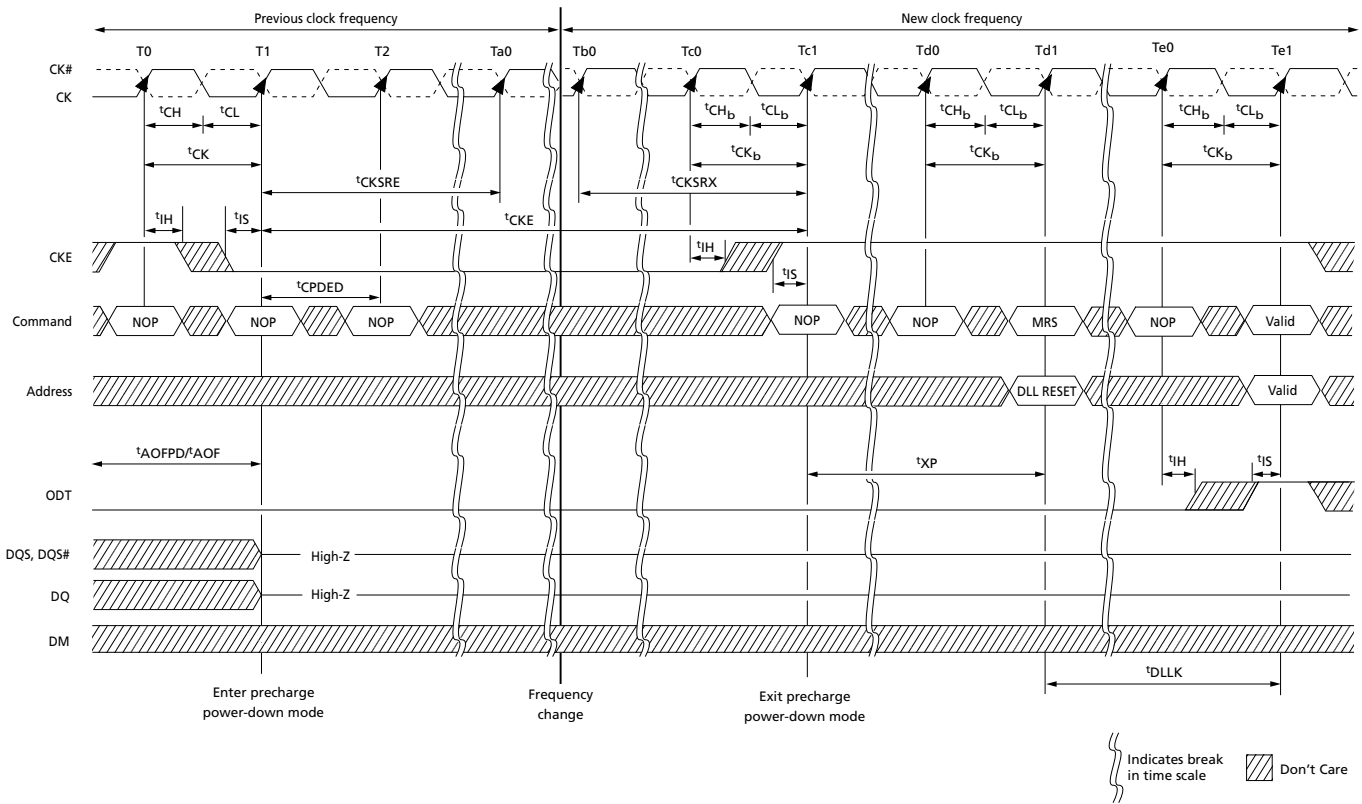 Previous clock frequency New clock frequency
T0 T1 T2 Ta0 Tb0 Tc0 Tc1 Td0 Td1 Te0 Te1
CK#
CK
tCH tCL tCHb tCLb tCHb tCLb tCHb tCLb
tCK tCKb tCKb tCKb
tCKSRE tCKSRX
tIH tIS tCKE
CKE tIH
tIS
tCPDED
Command NOP NOP NOP NOP NOP MRS NOP Valid
Address DLL RESET Valid
tAOFPD/tAOF tXP tIH tIS
ODT
DQS, DQS# High-Z
DQ High-Z
DM
tDLLK
Enter precharge
power-down mode
Frequency
change
Exit precharge
power-down mode
Indicates break
in time scale
Don't Care